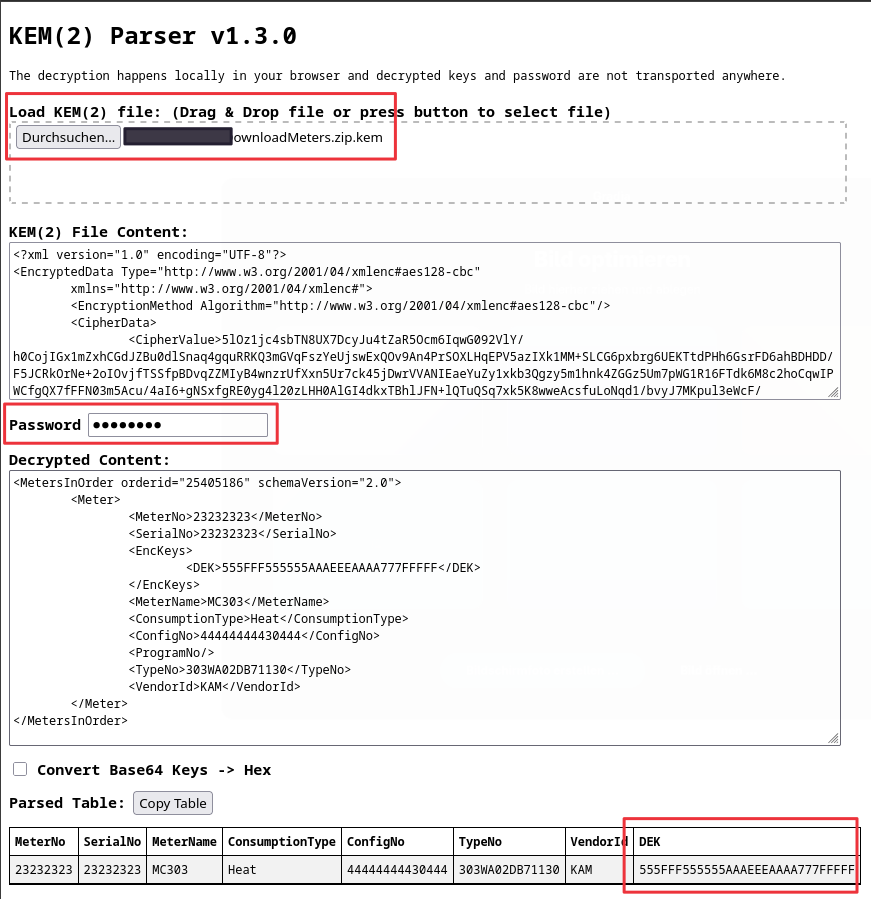 KEM(2) Parser v1.3.0
The decryption happens locally in your browser and decrypted keys and password are not transported anywhere.
Load KEM(2) file: (Drag & Drop file or press button to select file)
Durchsuchen... ownloadMeters.zip.kem
KEM(2) File Content:
<?xml version="1.0" encoding="UTF-8"?>
<EncryptedData Type="http://www.w3.org/2001/04/xmlenc#aes128-cbc"
xmlns="http://www.w3.org/2001/04/xmlenc#">
<EncryptionMethod Algorithm="http://www.w3.org/2001/04/xmlenc#aes128-cbc"/>
<CipherData>
<CipherValue>5lOz1jc4sbTN8UX7DcyJu4tZaR5Ocm6IqwG092VlY/
h0CojIGx1mZxhCGdJZBu0dlSnaq4gquRRKQ3mGVqFszYeUjswExQOv9An4PrSOXLHqEPV5azIXk1MM+SLCG6pxbrg6UEKTtdPHh6GsrFD6ahBDHDD/
F5JCRkOrNe+2oIOvjfTSSfpBDvqZZMIyB4wnzrUfXxn5Ur7ck45jDwrVVANIEaeYuZy1xkb3Qgzy5m1hnk4ZGGz5Um7pWG1R16FTdk6M8c2hoCqwIP
WCfgQX7fFFN03m5Acu/4aI6+gNSxfgRE0yg4l20zLHH0AlGI4dkxTBhlJFN+lQTuQSq7xk5K8wweAcsfuLoNqd1/bvyJ7MKpul3eWcF/
Password ●●●●●●●●
Decrypted Content:
<MetersInOrder orderid="25405186" schemaVersion="2.0">
<Meter>
<MeterNo>23232323</MeterNo>
<SerialNo>23232323</SerialNo>
<EncKeys>
<DEK>555FFF555555AAAEEEAAAA777FFFFF</DEK>
</EncKeys>
<MeterName>MC303</MeterName>
<ConsumptionType>Heat</ConsumptionType>
<ConfigNo>44444444430444</ConfigNo>
<ProgramNo/>
<TypeNo>303WA02DB71130</TypeNo>
<VendorId>KAM</VendorId>
</Meter>
</MetersInOrder>
Convert Base64 Keys -> Hex
Parsed Table: Copy Table
MeterNo SerialNo MeterName ConsumptionType ConfigNo TypeNo VendorId DEK
23232323 23232323 MC303 Heat 44444444430444 303WA02DB71130 KAM 555FFF555555AAAEEEAAAA777FFFFF